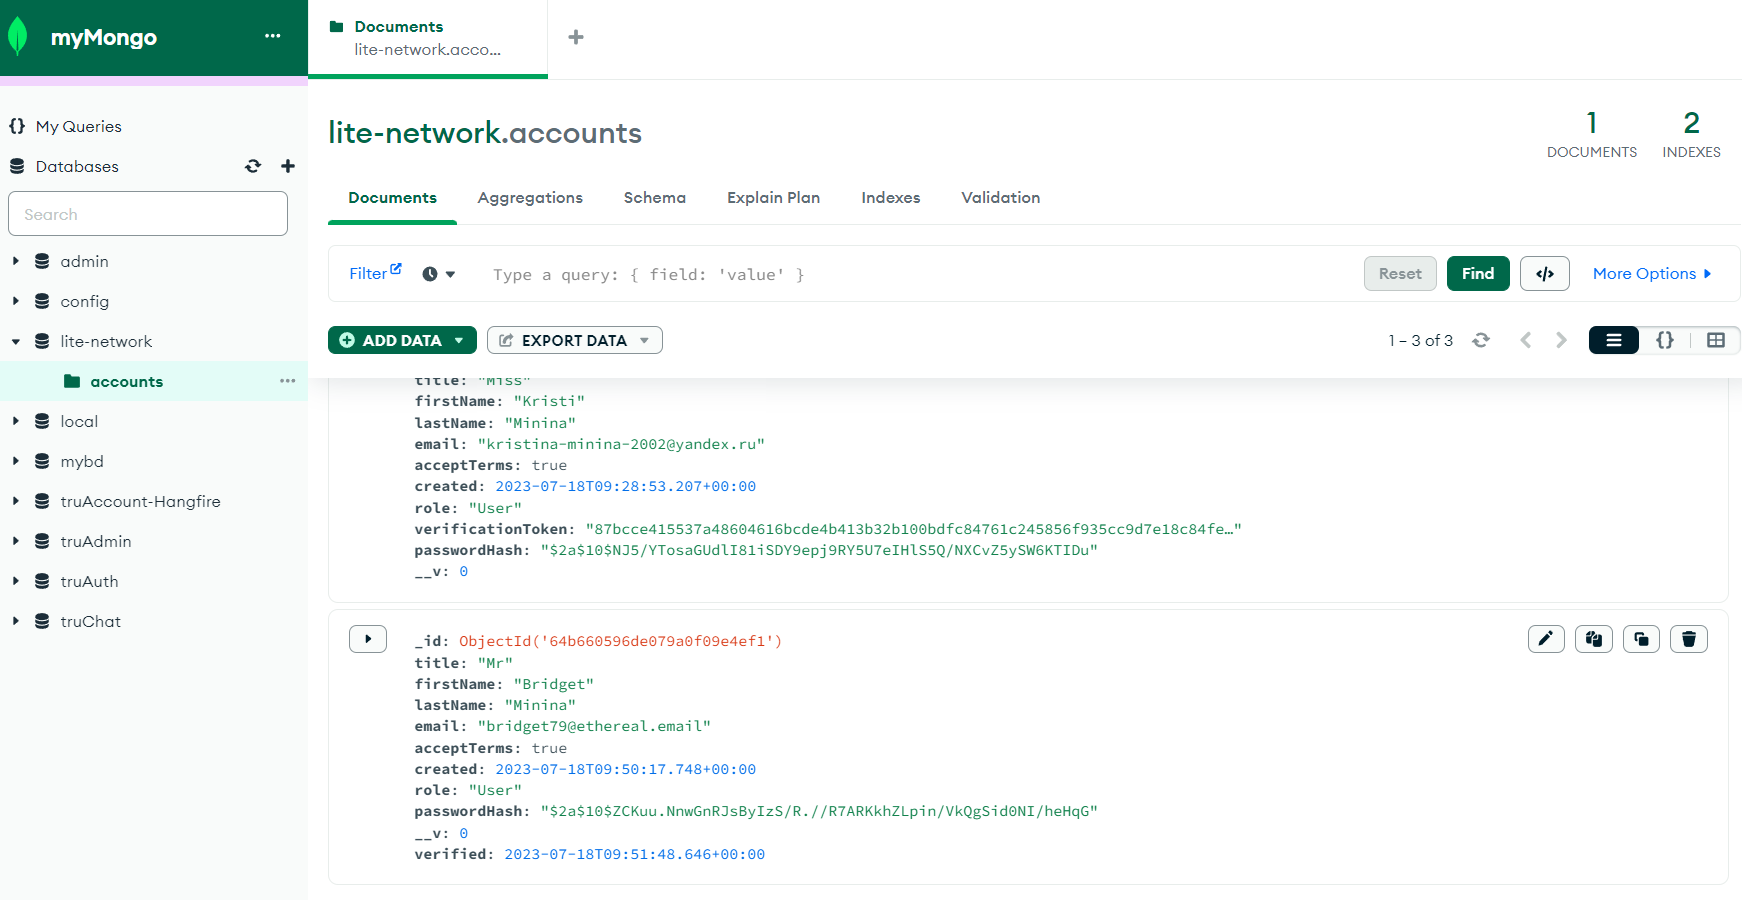 myMongo
Documents
lite-network.acco...
My Queries
Databases
Search
admin
config
lite-network
accounts
local
mybd
truAccount-Hangfire
truAdmin
truAuth
truChat
lite-network.accounts
1
DOCUMENTS
2
INDEXES
Documents Aggregations Schema Explain Plan Indexes Validation
Filter Type a query: { field: 'value' } Reset Find </> More Options
ADD DATA EXPORT DATA 1 – 3 of 3 {}
title: "Miss"
firstName: "Kristi"
lastName: "Minina"
email: "kristina-minina-2002@yandex.ru"
acceptTerms: true
created: 2023-07-18T09:28:53.207+00:00
role: "User"
verificationToken: "87bcce415537a48604616bcde4b413b32b100bdfc84761c245856f935cc9d7e18c84fe…"
passwordHash: "$2a$10$NJ5/YTosaGUdlI81iSDY9epj9RY5U7eIHlS5Q/NXCvZ5ySW6KTIDu"
__v: 0
_id: ObjectId('64b660596de079a0f09e4ef1')
title: "Mr"
firstName: "Bridget"
lastName: "Minina"
email: "bridget79@ethereal.email"
acceptTerms: true
created: 2023-07-18T09:50:17.748+00:00
role: "User"
passwordHash: "$2a$10$ZCKuu.NnwGnRJsByIzS/R.//R7ARKkhZLpin/VkQgSid0NI/heHqG"
__v: 0
verified: 2023-07-18T09:51:48.646+00:00